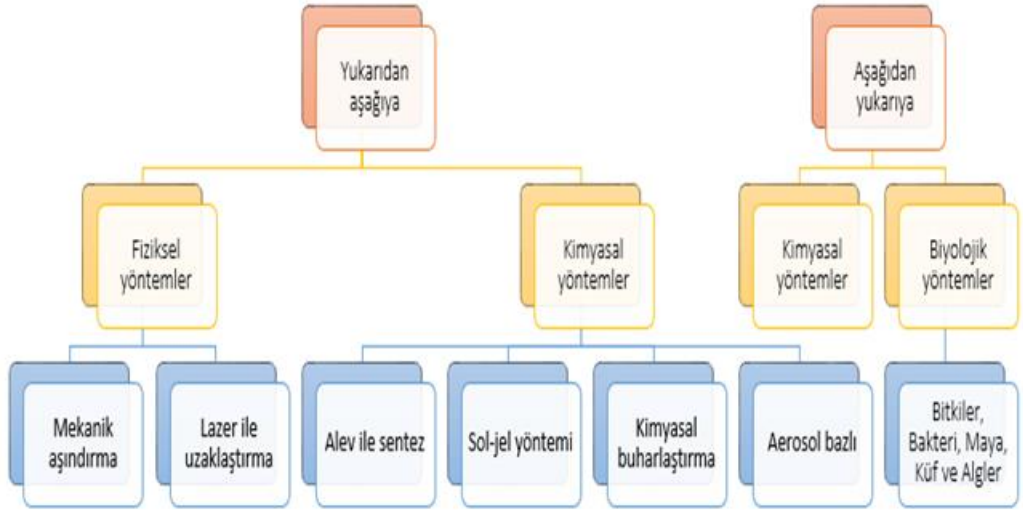 Yukarıdan
aşağıya
Aşağıdan
yukarıya
Fiziksel
yöntemler
Kimyasal
yöntemler
Kimyasal
yöntemler
Biyolojik
yöntemler
Mekanik
aşındırma
Lazer ile
uzaklaştırma
Alev ile sentez
Sol-jel yöntemi
Kimyasal
buharlaştırma
Aerosol bazlı
Bitkiler,
Bakteri, Maya,
Küf ve Algler